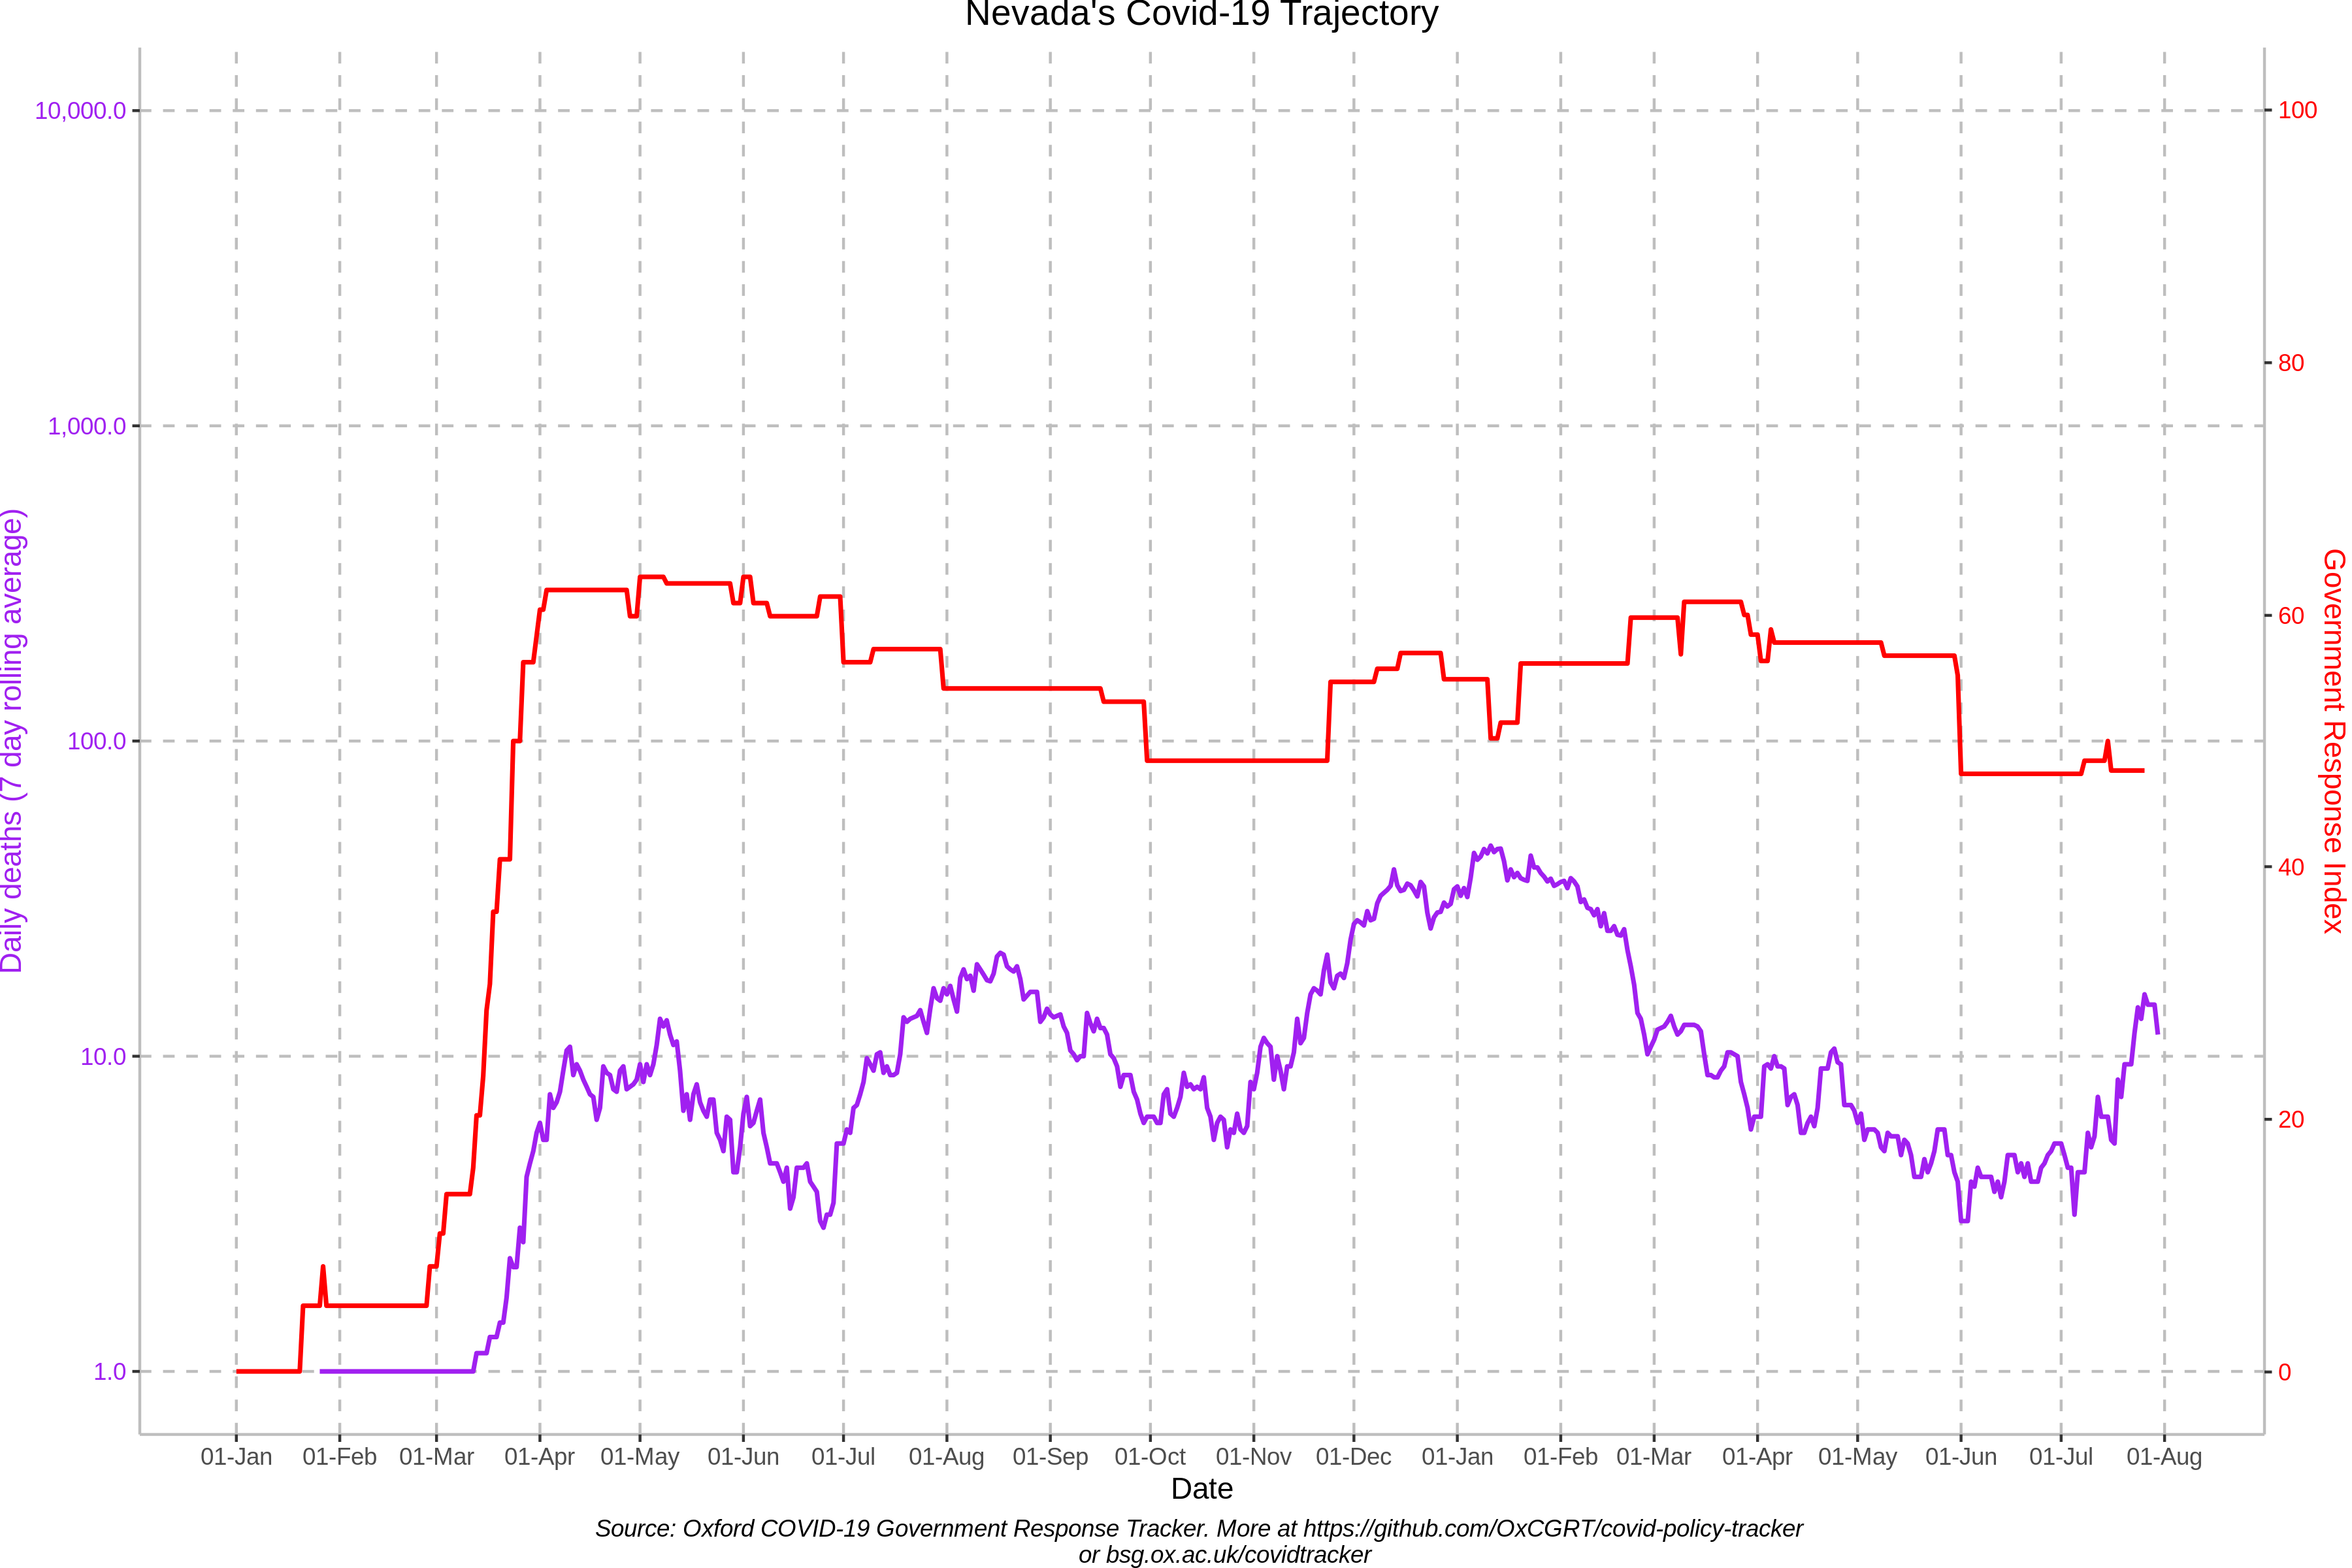 Nevada's Covid-19 Trajectory
10,000.0
1,000.0
100.0
10.0
1.0
Daily deaths (7 day rolling average)
100
80
60
40
20
0
Government Response Index
01-Jan 01-Feb 01-Mar 01-Apr 01-May 01-Jun 01-Jul 01-Aug 01-Sep 01-Oct 01-Nov 01-Dec 01-Jan 01-Feb 01-Mar 01-Apr 01-May 01-Jun 01-Jul 01-Aug
Date
Source: Oxford COVID-19 Government Response Tracker. More at https://github.com/OxCGRT/covid-policy-tracker
or bsg.ox.ac.uk/covidtracker